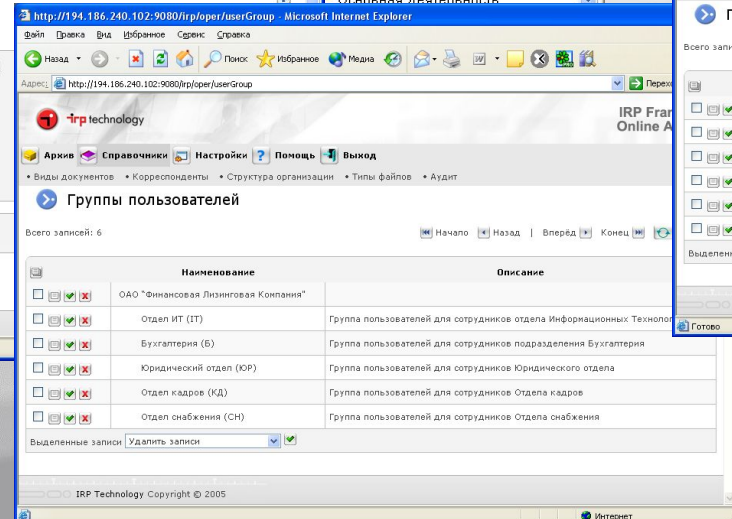 Основная деятельность
http://194.186.240.102:9080/irp/oper/userGroup - Microsoft Internet Explorer
Файл Правка Вид Избранное Сервис Справка
Назад Поиск Избранное Медиа
Адрес: http://194.186.240.102:9080/irp/oper/userGroup
irp technology
Архив Справочники Настройки Помощь Выход
• Виды документов • Корреспонденты • Структура организации • Типы файлов • Аудит
Группы пользователей
Всего записей: 6
Начало Назад | Вперёд Конец
Наименование Описание
ОАО "Финансовая Лизинговая Компания"
Отдел ИТ (IT) Группа пользователей для сотрудников отдела Информационных
Бухгалтерия (Б) Группа пользователей для сотрудников подразделения Бухгалтерия
Юридический отдел (ЮР) Группа пользователей для сотрудников Юридического отдела
Отдел кадров (КД) Группа пользователей для сотрудников Отдела кадров
Отдел снабжения (СН) Группа пользователей для сотрудников Отдела снабжения
Выделенные записи Удалить записи
IRP Technology Copyright © 2005
Интернет
IRP
Online
Всего
Готово